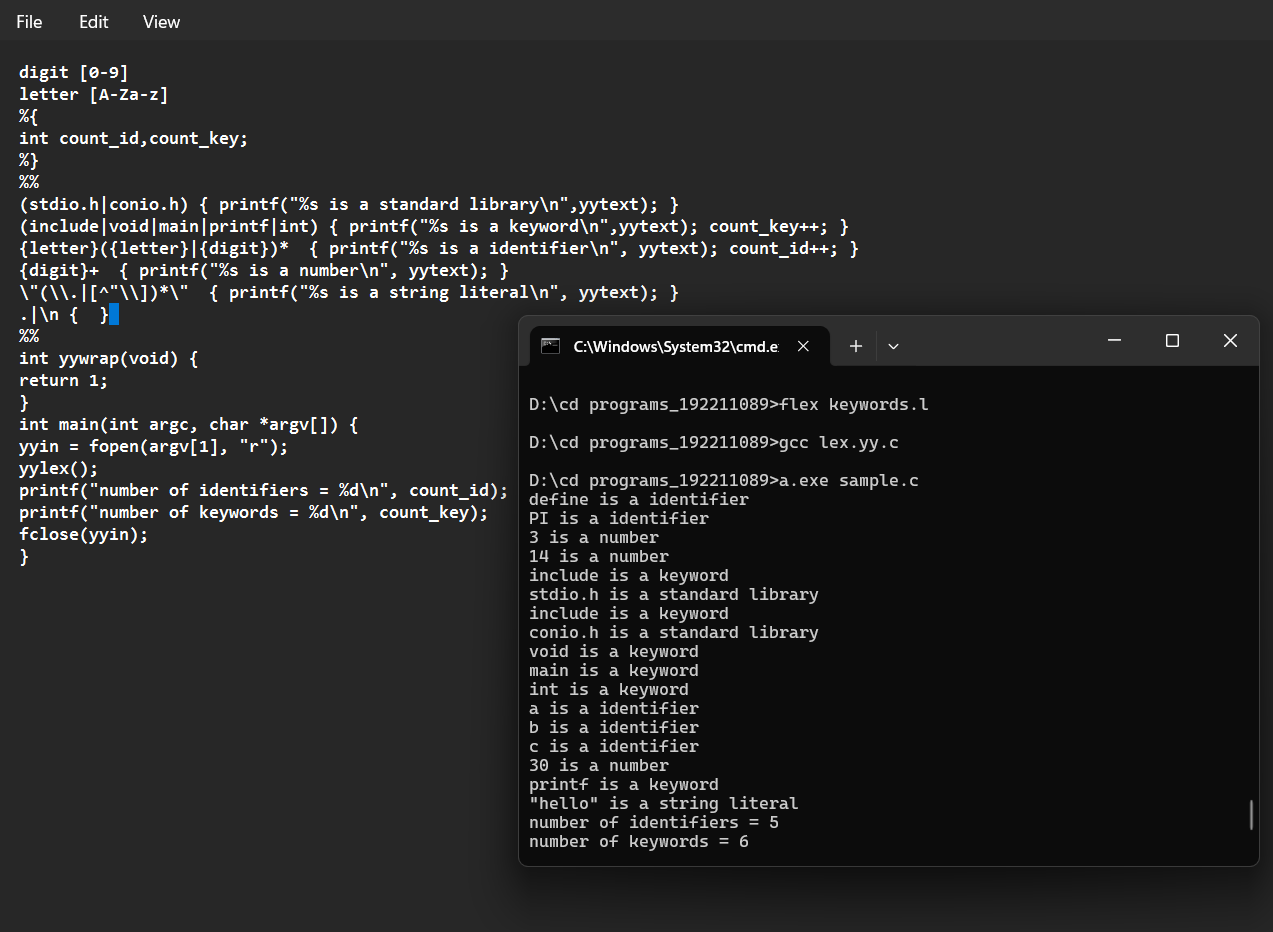 File Edit View
digit [0-9]
letter [A-Za-z]
%{
int count_id,count_key;
%}
%%
(stdio.h|conio.h) { printf("%s is a standard library\n",yytext); }
(include|void|main|printf|int) { printf("%s is a keyword\n",yytext); count_key++; }
{letter}({letter}|{digit})*  { printf("%s is a identifier\n", yytext); count_id++; }
{digit}+  { printf("%s is a number\n", yytext); }
\"(\\.|[^"\\])*\"  { printf("%s is a string literal\n", yytext); }
.|\n {  }
%%
int yywrap(void) {
return 1;
}
int main(int argc, char *argv[]) {
yyin = fopen(argv[1], "r");
yylex();
printf("number of identifiers = %d\n", count_id);
printf("number of keywords = %d\n", count_key);
fclose(yyin);
}
C:\Windows\System32\cmd.e
D:\cd programs_192211089>flex keywords.l
D:\cd programs_192211089>gcc lex.yy.c
D:\cd programs_192211089>a.exe sample.c
define is a identifier
PI is a identifier
3 is a number
14 is a number
include is a keyword
stdio.h is a standard library
include is a keyword
conio.h is a standard library
void is a keyword
main is a keyword
int is a keyword
a is a identifier
b is a identifier
c is a identifier
30 is a number
printf is a keyword
"hello" is a string literal
number of identifiers = 5
number of keywords = 6